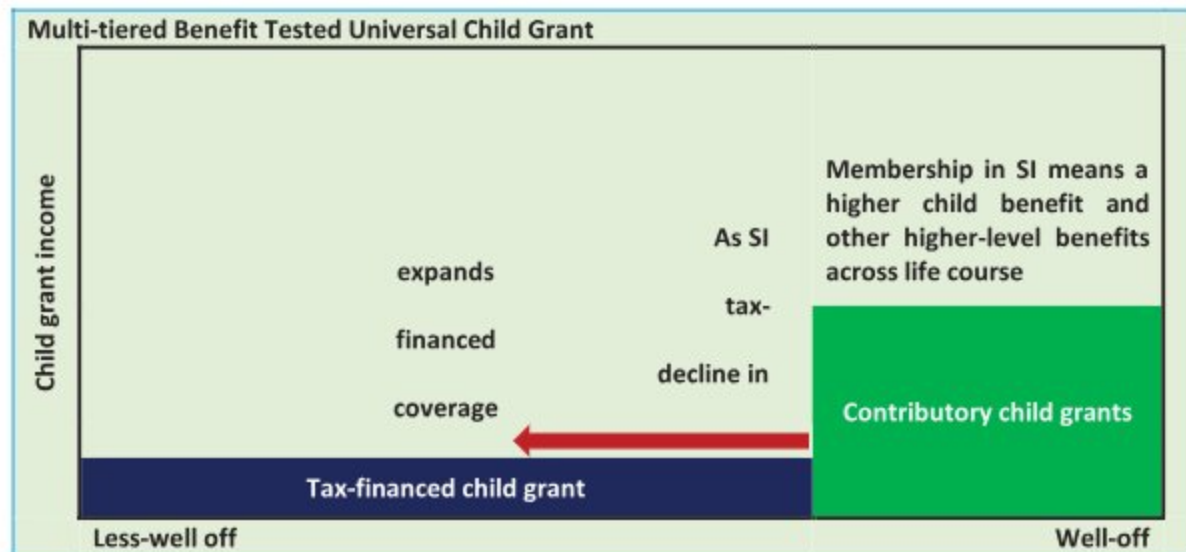 Multi-tiered Benefit Tested Universal Child Grant
Child grant income
Membership in SI means a
higher child benefit and
other higher-level benefits
across life course
As SI
expands
tax-
financed
decline in
coverage
Contributory child grants
Tax-financed child grant
Less-well off
Well-off